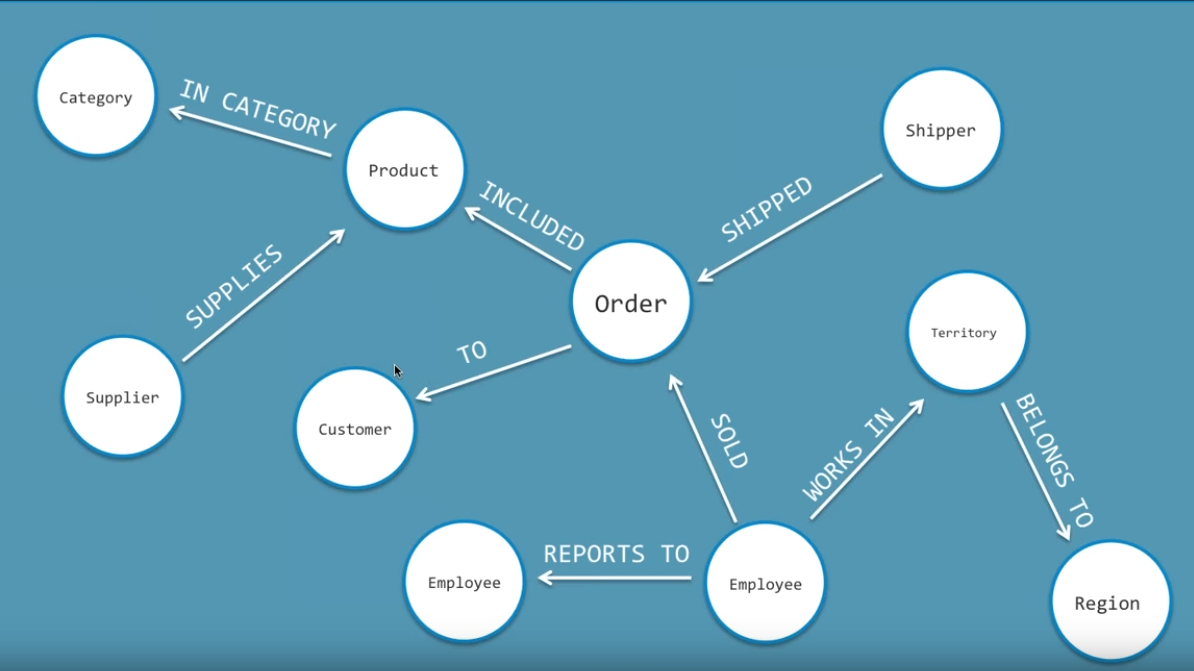 Category
IN CATEGORY
Product
Shipper
INCLUDED
SHIPPED
SUPPLIES
Order
Territory
TO
Supplier
Customer
SOLD
WORKS IN
BELONGS TO
REPORTS TO
Employee
Employee
Region